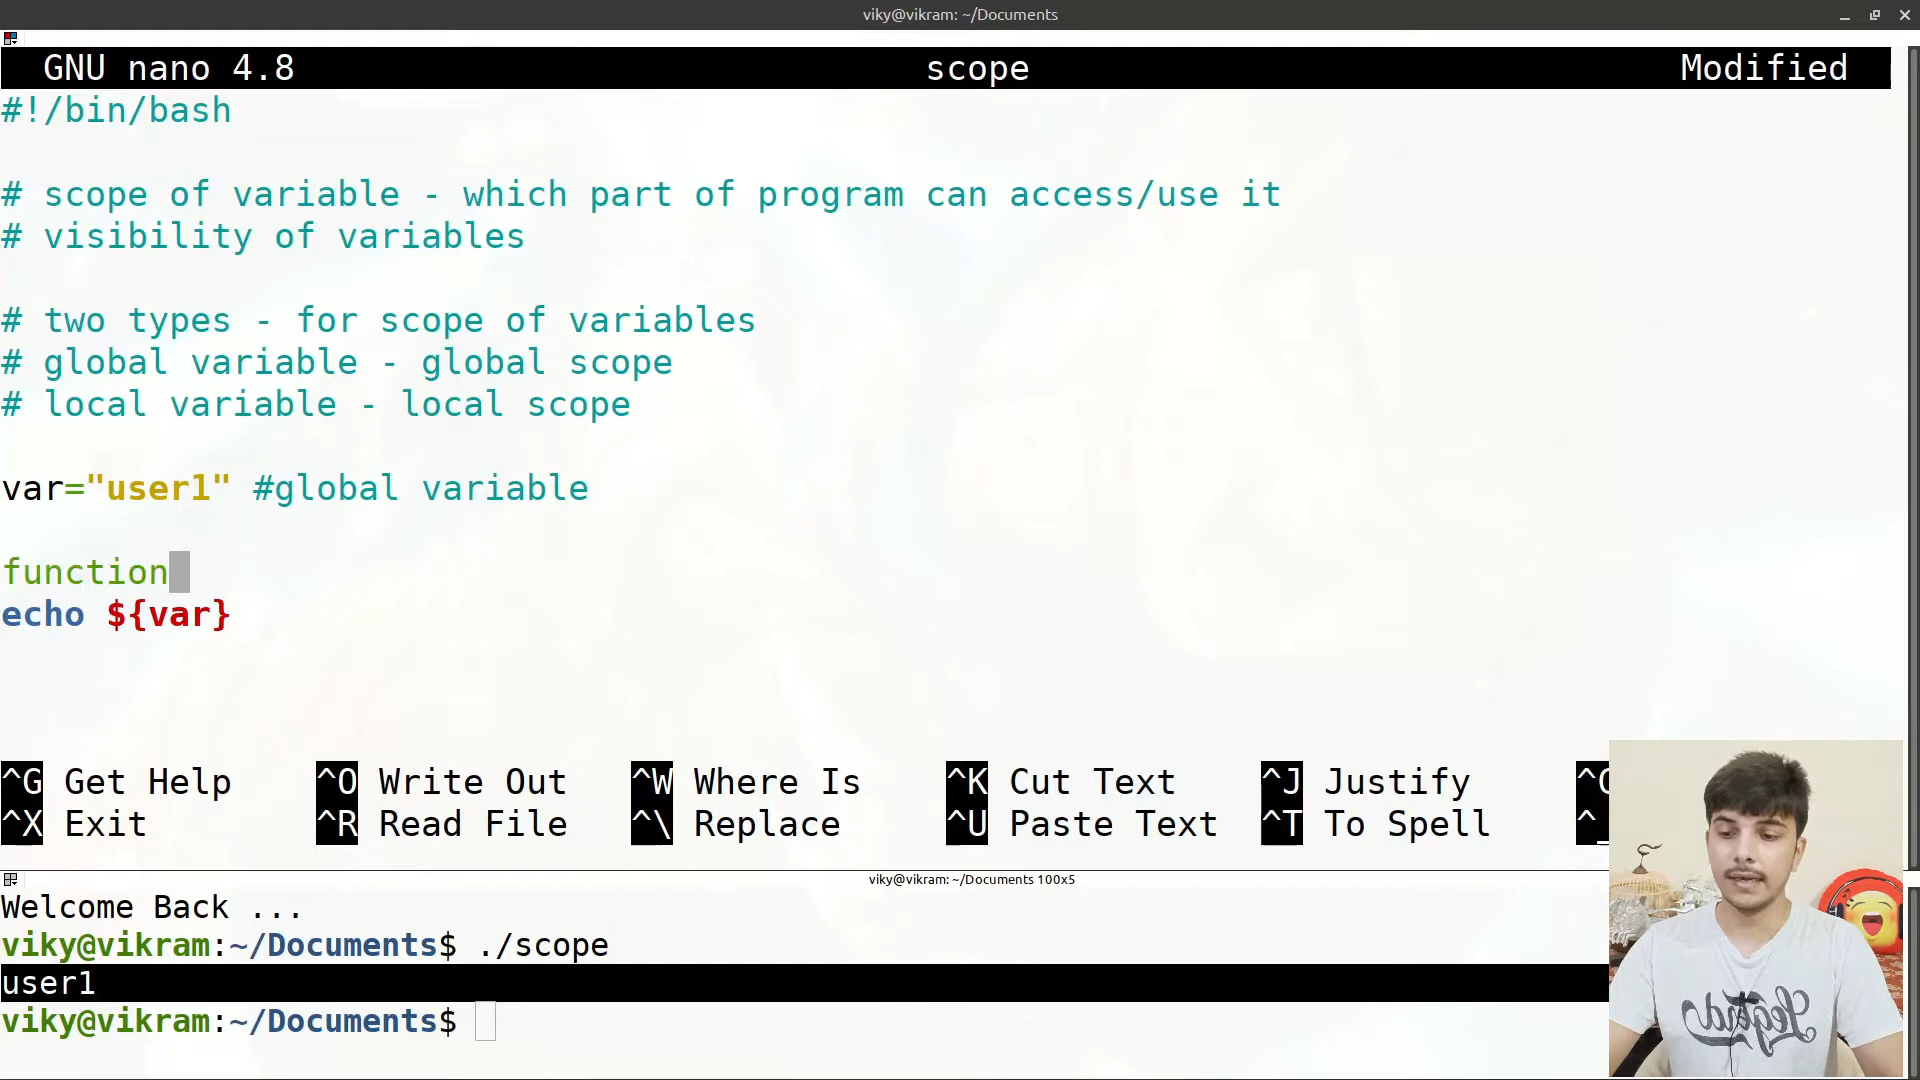 viky@vikram: ~/Documents
GNU nano 4.8 scope Modified
#!/bin/bash
# scope of variable - which part of program can access/use it
# visibility of variables
# two types - for scope of variables
# global variable - global scope
# local variable - local scope
var="user1" #global variable
function
echo ${var}
^G Get Help ^O Write Out ^W Where Is ^K Cut Text ^J Justify
^X Exit ^R Read File ^\ Replace ^U Paste Text ^T To Spell ^_
viky@vikram: ~/Documents 100x5
Welcome Back ...
viky@vikram:~/Documents$ ./scope
user1
viky@vikram:~/Documents$